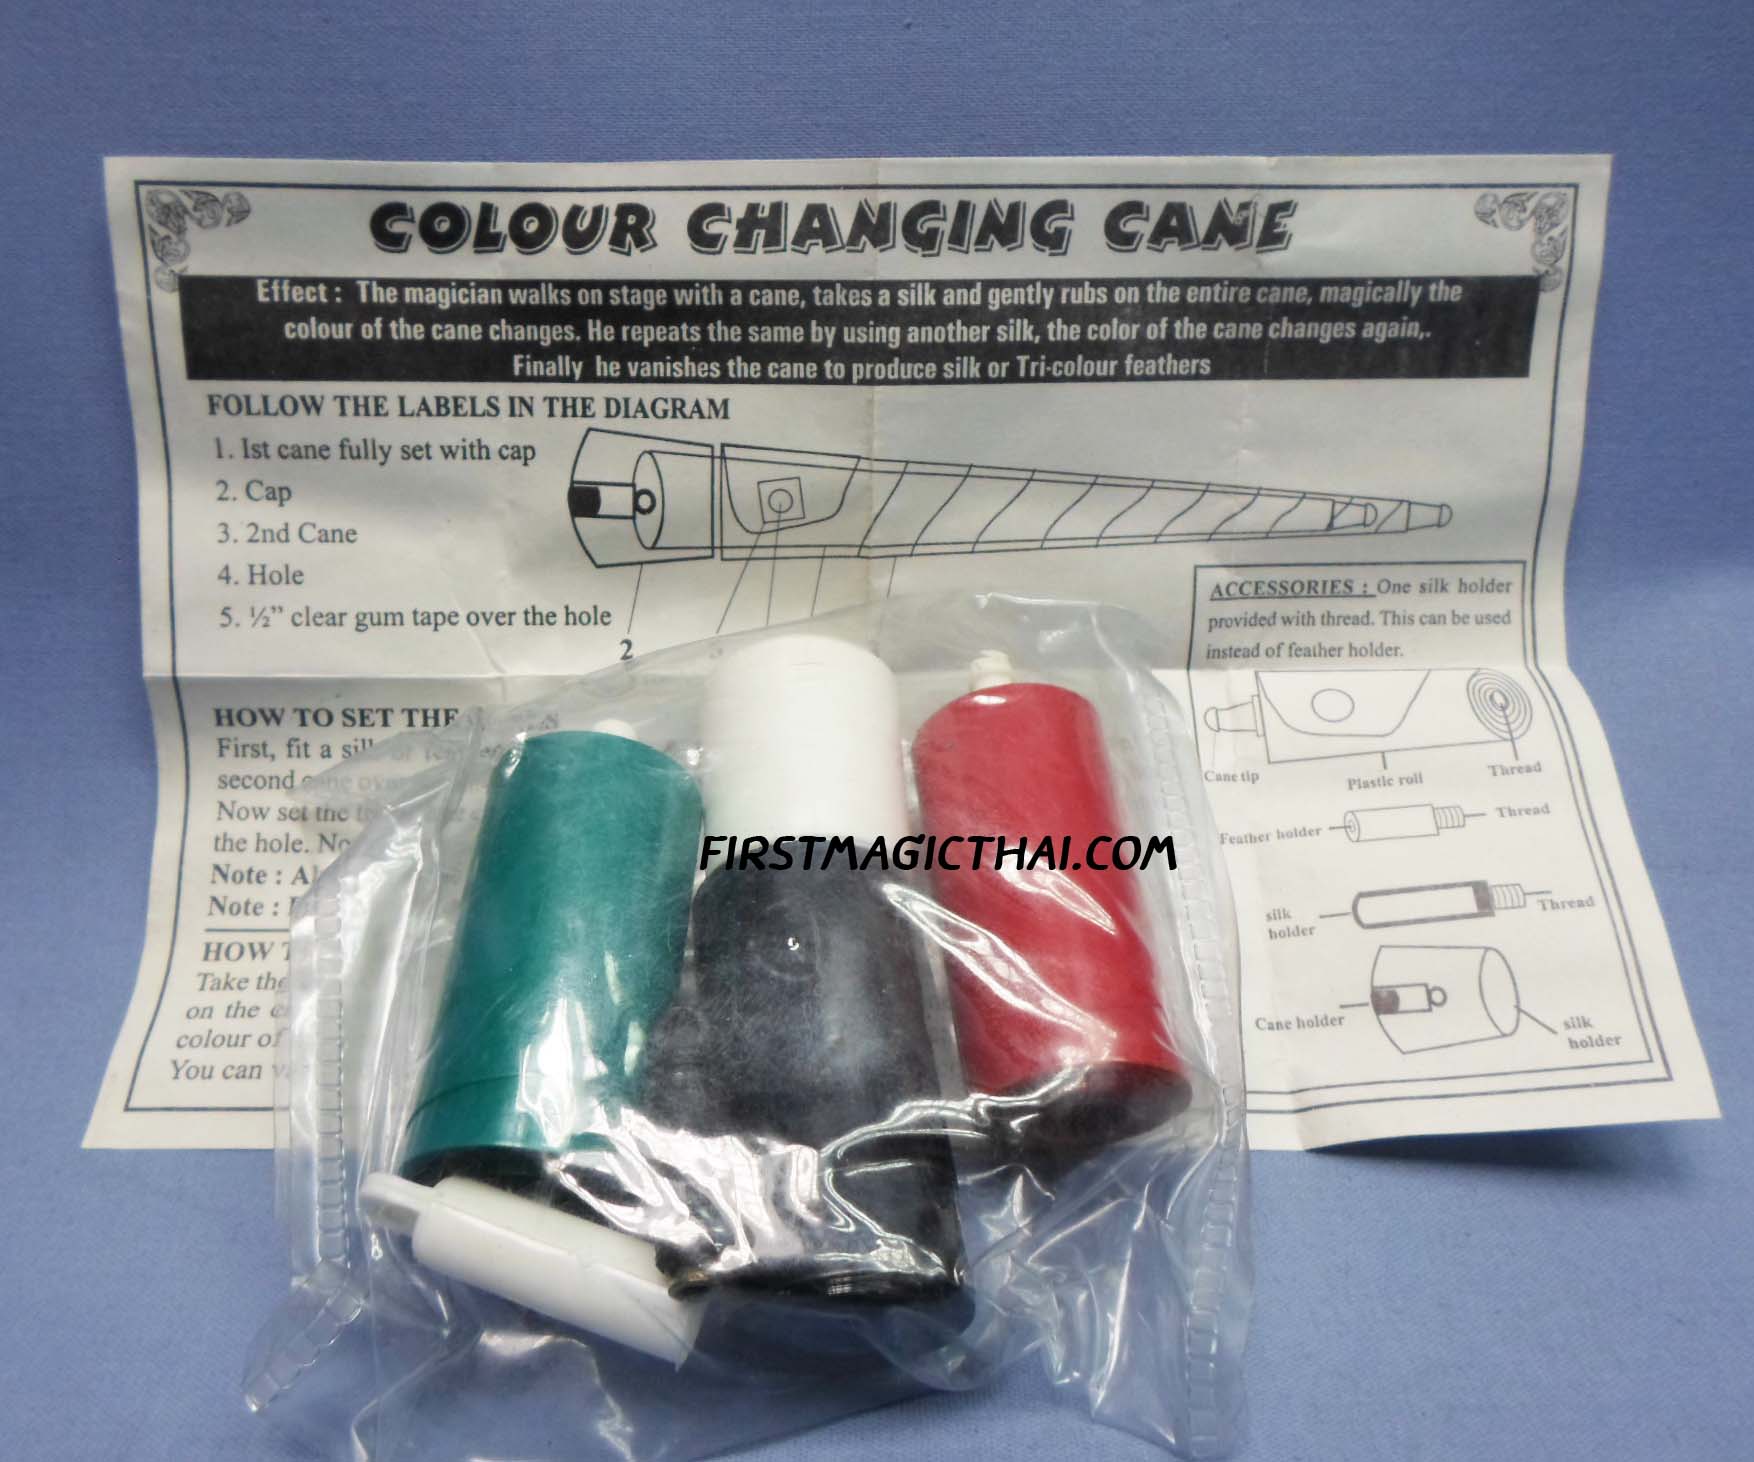 COLOUR CHANGING CANE
Effect : The magician walks on stage with a cane, takes a silk and gently rubs on the entire cane, magically the
colour of the cane changes. He repeats the same by using another silk, the color of the cane changes again,.
Finally he vanishes the cane to produce silk or Tri-colour feathers
FOLLOW THE LABELS IN THE DIAGRAM
1. Ist cane fully set with cap
2. Cap
3. 2nd Cane
4. Hole
5. ½” clear gum tape over the hole
2
ACCESSORIES : One silk holder
provided with thread. This can be used
instead of feather holder.
Cane tip
Plastic roll
Thread
Feather holder
Thread
silk
holder
Thread
Cane holder
silk
holder
HOW TO SET THE
First, fit a
second
Now set the
the hole.
Note :
Note :
HOW
Take the
on the
colour of
You can
FIRSTMAGICTHAI.COM